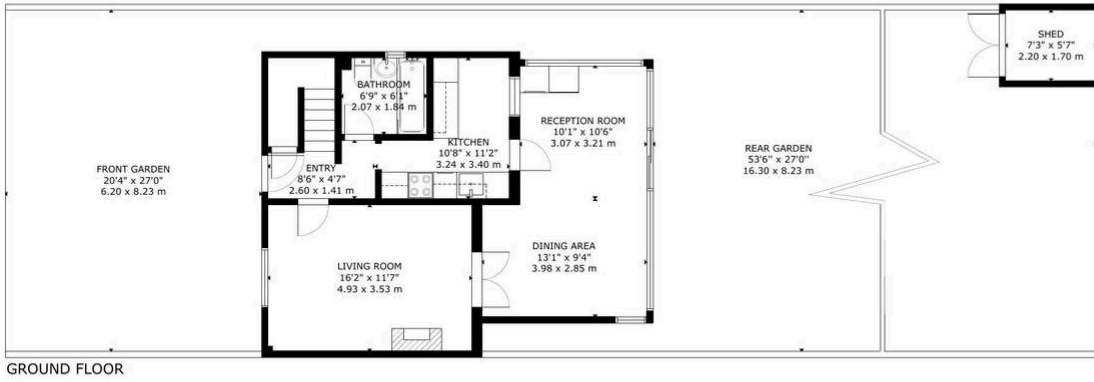 SHED
7'3" x 5'7"
2.20 x 1.70 m
BATHROOM
6'9" x 6'1"
2.07 x 1.84 m
RECEPTION ROOM
10'1" x 10'6"
3.07 x 3.21 m
KITCHEN
10'8" x 11'2"
3.24 x 3.40 m
REAR GARDEN
53'6" x 27'0"
16.30 x 8.23 m
FRONT GARDEN
20'4" x 27'0"
6.20 x 8.23 m
ENTRY
8'6" x 4'7"
2.60 x 1.41 m
DINING AREA
13'1" x 9'4"
3.98 x 2.85 m
LIVING ROOM
16'2" x 11'7"
4.93 x 3.53 m
GROUND FLOOR